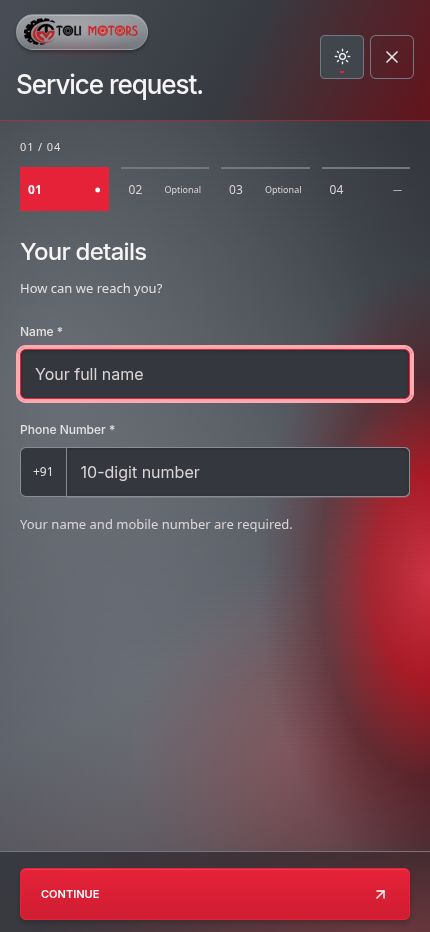 TOLI MOTORS
Service request.
01 / 04
01
02 Optional
03 Optional
04 —
Your details
How can we reach you?
Name *
Your full name
Phone Number *
+91 10-digit number
Your name and mobile number are required.
CONTINUE